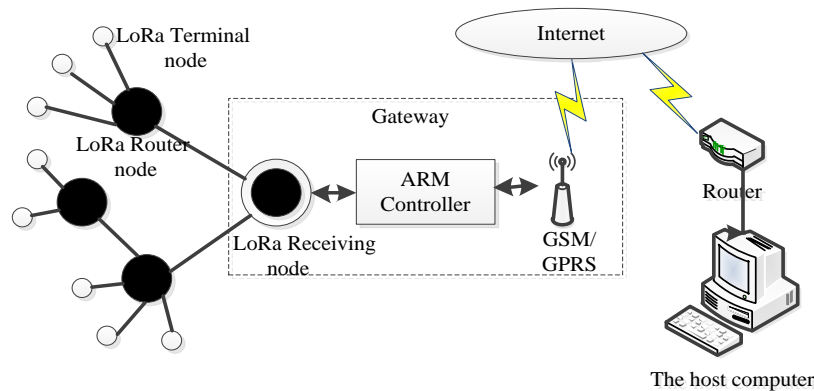 LoRa Terminal
node
LoRa Router
node
LoRa Receiving
node
Gateway
ARM
Controller
GSM/
GPRS
Internet
Router
The host computer